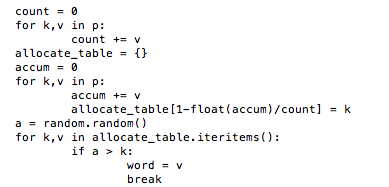 count = 0
for k,v in p:
        count += v
allocate_table = {}
accum = 0
for k,v in p:
        accum += v
        allocate_table[1-float(accum)/count] = k
a = random.random()
for k,v in allocate_table.iteritems():
        if a > k:
                word = v
                break